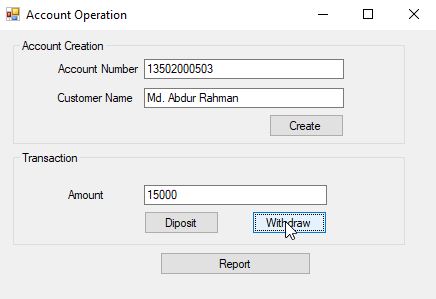 Account Operation
Account Creation
Account Number 13502000503
Customer Name Md. Abdur Rahman
Create
Transaction
Amount 15000
Diposit Withdraw
Report